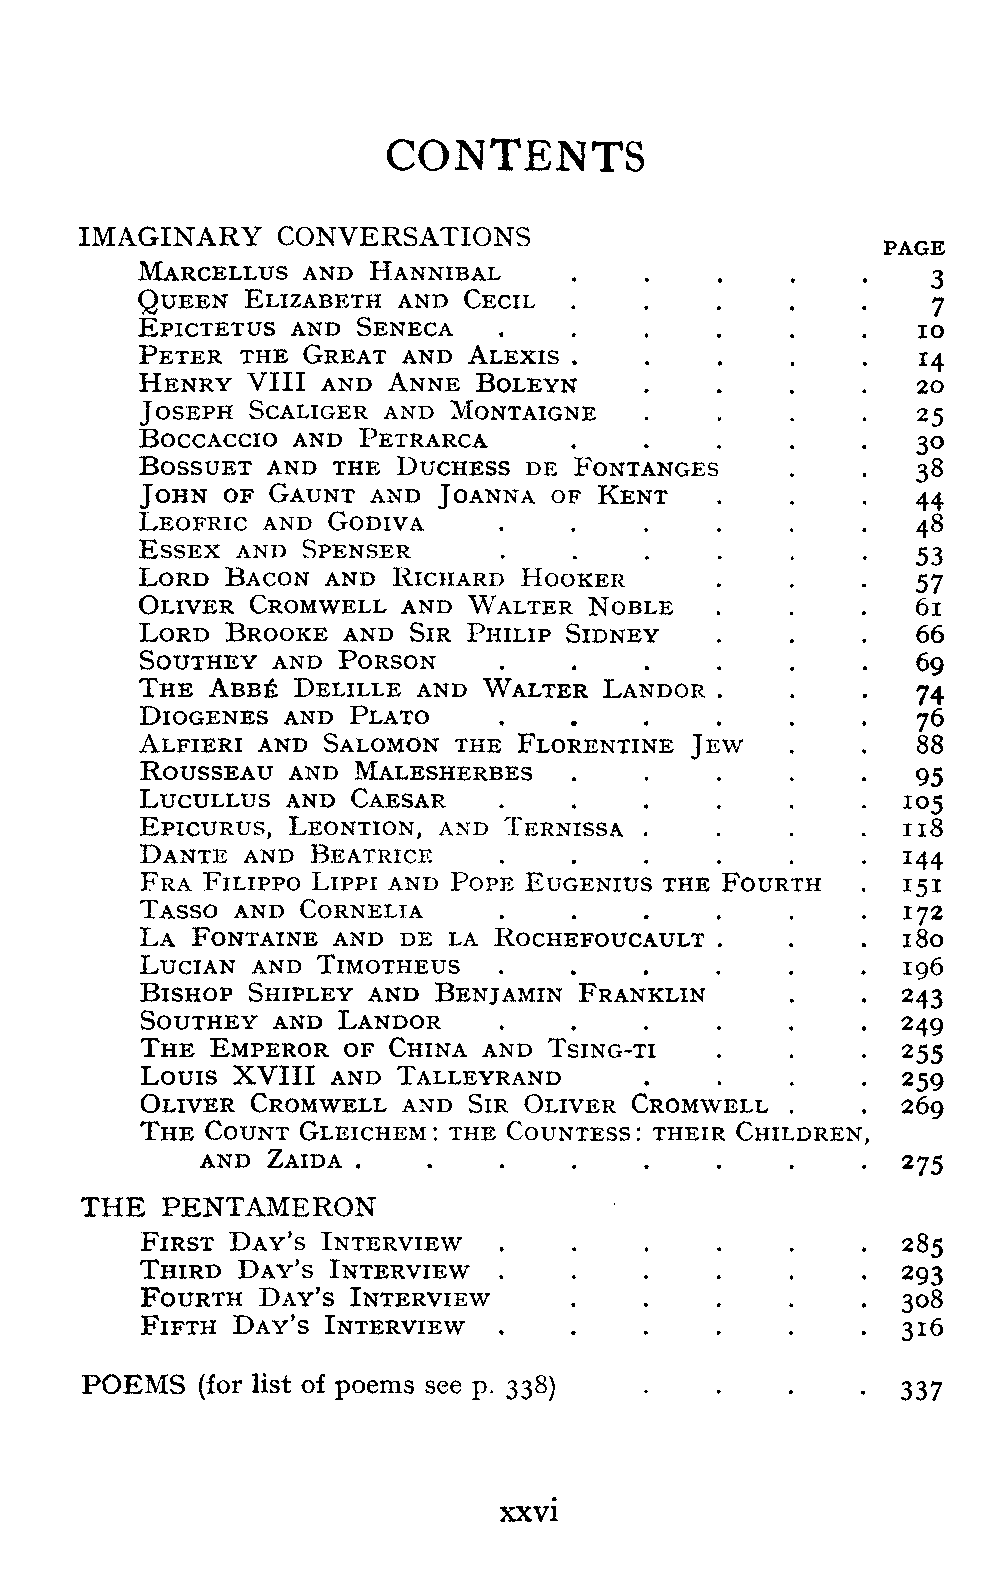 CONTENTS
IMAGINARY CONVERSATIONS
PAGE
MARCELLUS AND HANNIBAL . . . . . 3
QUEEN ELIZABETH AND CECIL . . . . . 7
EPICTETUS AND SENECA . . . . . . 10
PETER THE GREAT AND ALEXIS . . . . . 14
HENRY VIII AND ANNE BOLEYN . . . . 20
JOSEPH SCALIGER AND MONTAIGNE . . . . 25
BOCCACCIO AND PETRARCA . . . . . 30
BOSSUET AND THE DUCHESS DE FONTANGES . . 38
JOHN OF GAUNT AND JOANNA OF KENT . . . 44
LEOFRIC AND GODIVA . . . . . . 48
ESSEX AND SPENSER . . . . . . 53
LORD BACON AND RICHARD HOOKER . . . 57
OLIVER CROMWELL AND WALTER NOBLE . . . 61
LORD BROOKE AND SIR PHILIP SIDNEY . . . 66
SOUTHEY AND PORSON . . . . . . 69
THE ABBÉ DELILLE AND WALTER LANDOR . . . 74
DIOGENES AND PLATO . . . . . . 76
ALFIERI AND SALOMON THE FLORENTINE JEW . . 88
ROUSSEAU AND MALESHERBES . . . . . 95
LUCULLUS AND CAESAR . . . . . . 105
EPICURUS, LEONTION, AND TERNISSA . . . . 118
DANTE AND BEATRICE . . . . . . 144
FRA FILIPPO LIPPI AND POPE EUGENIUS THE FOURTH . 151
TASSO AND CORNELIA . . . . . . 172
LA FONTAINE AND DE LA ROCHEFOUCAULT . . . 180
LUCIAN AND TIMOTHEUS . . . . . . 196
BISHOP SHIPLEY AND BENJAMIN FRANKLIN . . 243
SOUTHEY AND LANDOR . . . . . . 249
THE EMPEROR OF CHINA AND TSING-TI . . . 255
LOUIS XVIII AND TALLEYRAND . . . . 259
OLIVER CROMWELL AND SIR OLIVER CROMWELL . . 269
THE COUNT GLEICHEM: THE COUNTESS: THEIR CHILDREN,
AND ZAIDA . . . . . . . . 275
THE PENTAMERON
FIRST DAY'S INTERVIEW . . . . . . 285
THIRD DAY'S INTERVIEW . . . . . . 293
FOURTH DAY'S INTERVIEW . . . . . 308
FIFTH DAY'S INTERVIEW . . . . . . 316
POEMS (for list of poems see p. 338) . . . . 337
xxvi